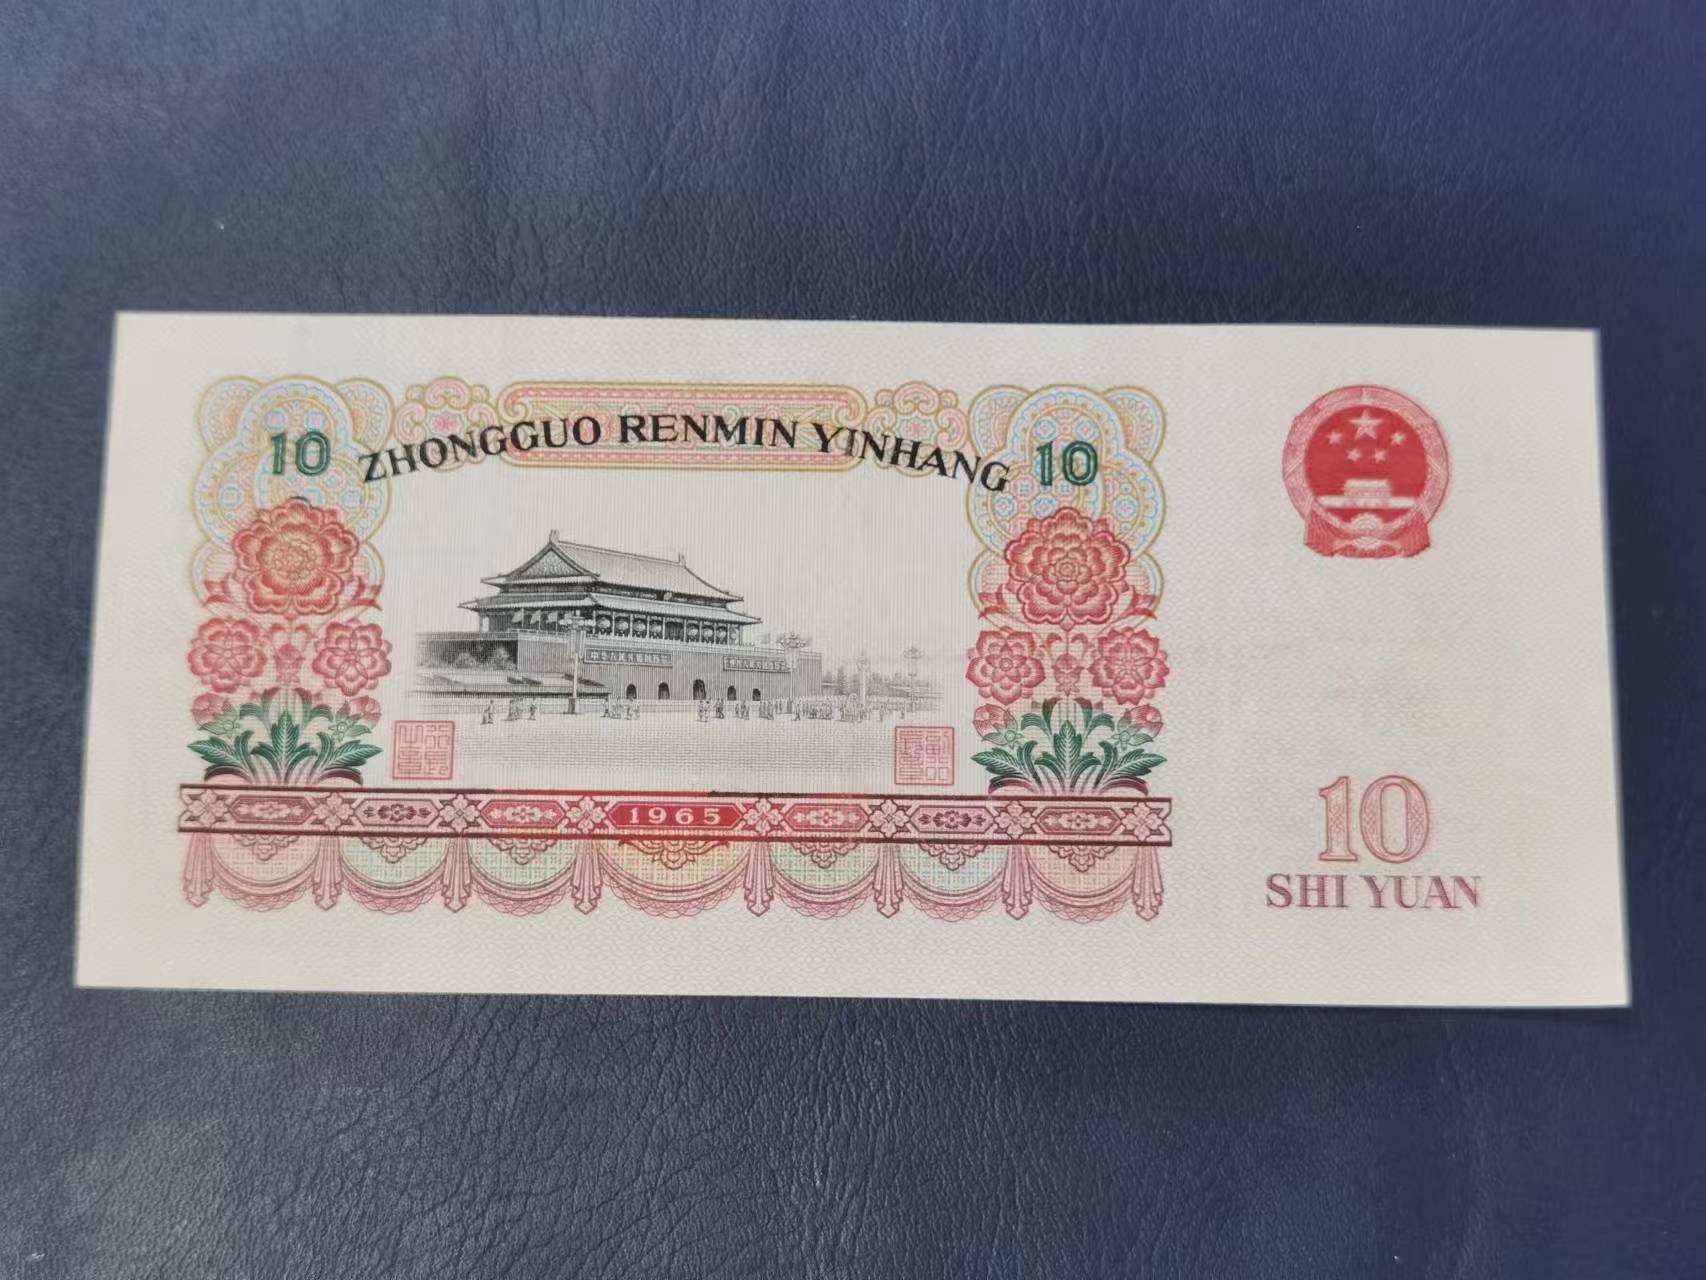 10 ZHONGGUO RENMIN YINHANG 10
1965
10
SHI YUAN